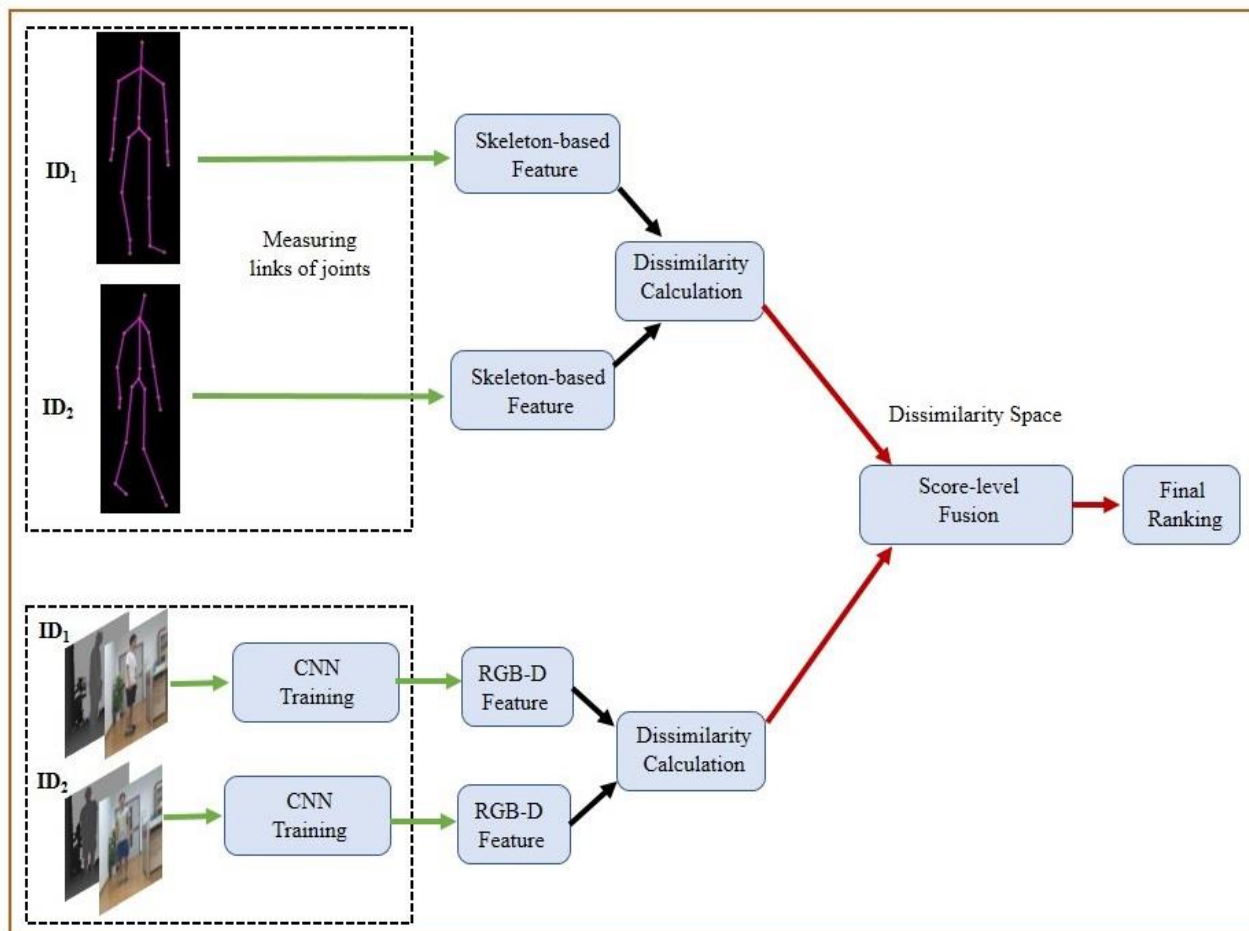 ID₁
Measuring
links of joints
ID₂
Skeleton-based
Feature
Skeleton-based
Feature
Dissimilarity
Calculation
Dissimilarity Space
Score-level
Fusion
Final
Ranking
ID₁
CNN
Training
RGB-D
Feature
ID₂
CNN
Training
RGB-D
Feature
Dissimilarity
Calculation